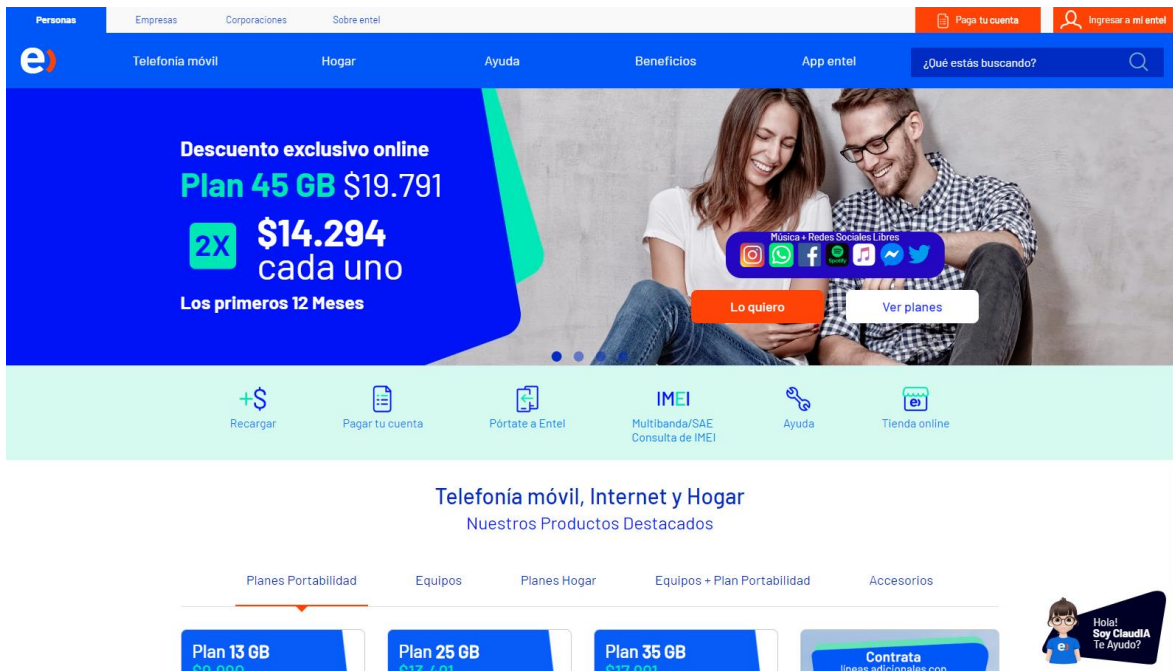 Personas
Empresas
Corporaciones
Sobre entel
Paga tu cuenta
Ingresar a mi entel
e)
Telefonía móvil
Hogar
Ayuda
Beneficios
App entel
¿Qué estás buscando?
Descuento exclusivo online
Plan 45 GB $19.791
2X
$14.294
cada uno
Los primeros 12 Meses
Música + Redes Sociales Libres
Spotify
Lo quiero
Ver planes
+$
Recargar
Pagar tu cuenta
Pórtate a Entel
IMEI
Multibanda/SAE
Consulta de IMEI
Ayuda
Tienda online
Telefonía móvil, Internet y Hogar
Nuestros Productos Destacados
Planes Portabilidad
Equipos
Planes Hogar
Equipos + Plan Portabilidad
Accesorios
Plan 13 GB
Plan 25 GB
Plan 35 GB
Contrata
líneas adicionales con
Hola!
Soy ClaudIA
Te Ayudo?